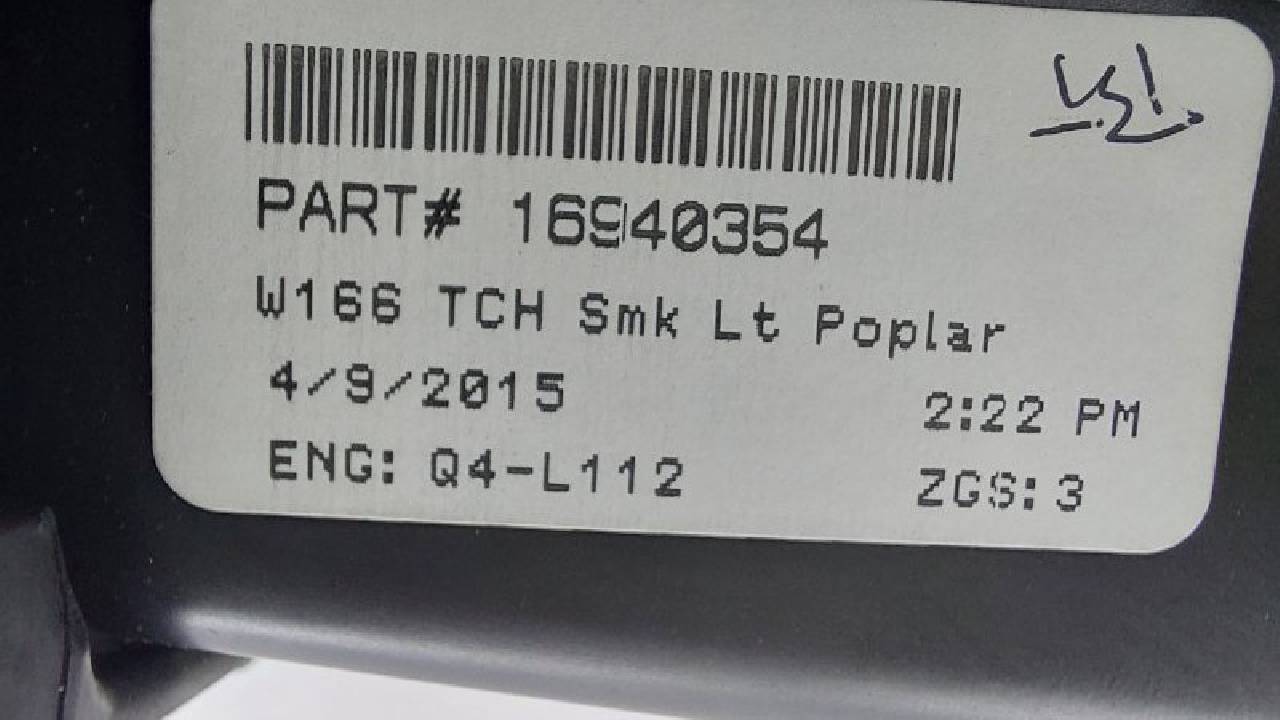 PART# 16940354
W166 TCH Smk Lt Poplar
4/9/2015 2:22 PM
ENG: Q4-L112 ZGS:3